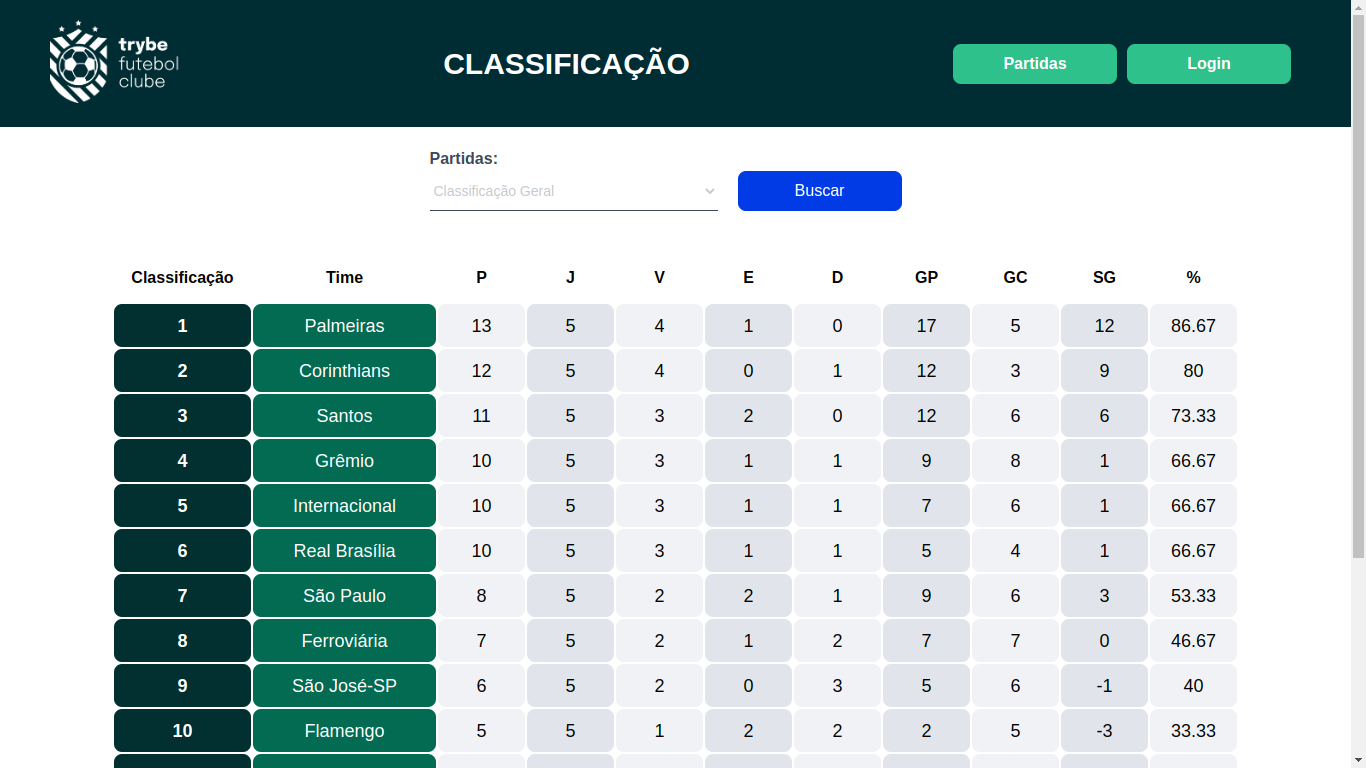 trybe
futebol
clube
CLASSIFICAÇÃO
Partidas
Login
Partidas:
Classificação Geral
Buscar
Classificação Time P J V E D GP GC SG %
1 Palmeiras 13 5 4 1 0 17 5 12 86.67
2 Corinthians 12 5 4 0 1 12 3 9 80
3 Santos 11 5 3 2 0 12 6 6 73.33
4 Grêmio 10 5 3 1 1 9 8 1 66.67
5 Internacional 10 5 3 1 1 7 6 1 66.67
6 Real Brasília 10 5 3 1 1 5 4 1 66.67
7 São Paulo 8 5 2 2 1 9 6 3 53.33
8 Ferroviária 7 5 2 1 2 7 7 0 46.67
9 São José-SP 6 5 2 0 3 5 6 -1 40
10 Flamengo 5 5 1 2 2 2 5 -3 33.33